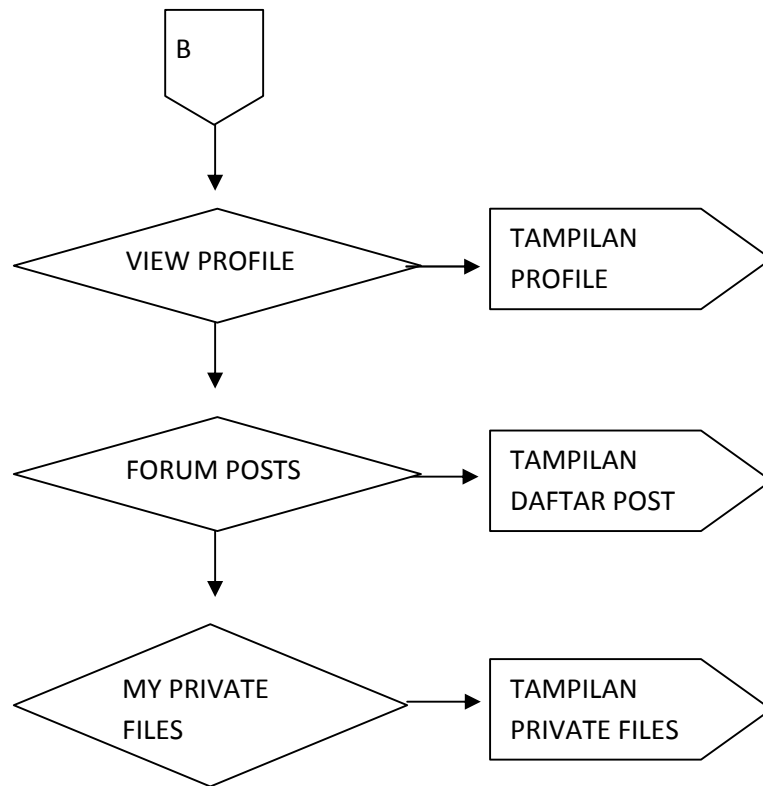 B
VIEW PROFILE
TAMPILAN
PROFILE
FORUM POSTS
TAMPILAN
DAFTAR POST
MY PRIVATE
FILES
TAMPILAN
PRIVATE FILES